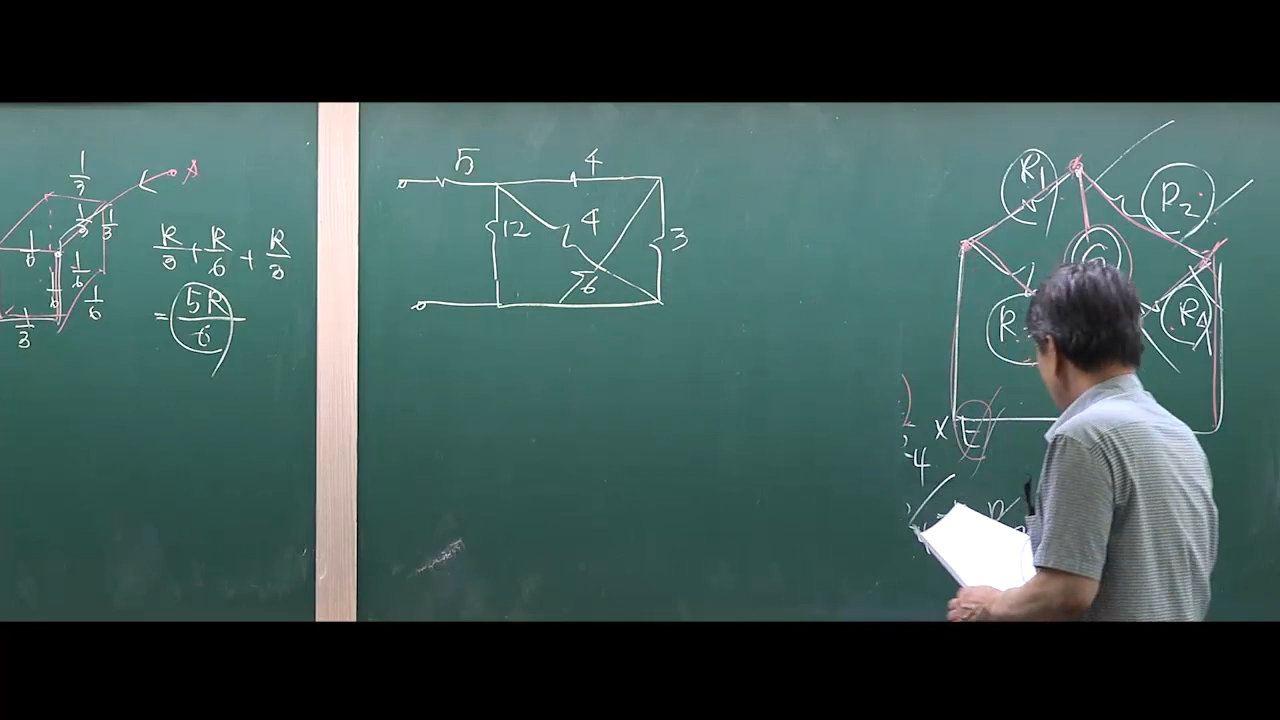 1/3
A
1/3
1/3
1/6
1/6
1/6
1/6
1/3
R/3 + R/6 + R/3
= 5R/6
5
4
12
4
3
6
R1
R2
R4
X E
-4